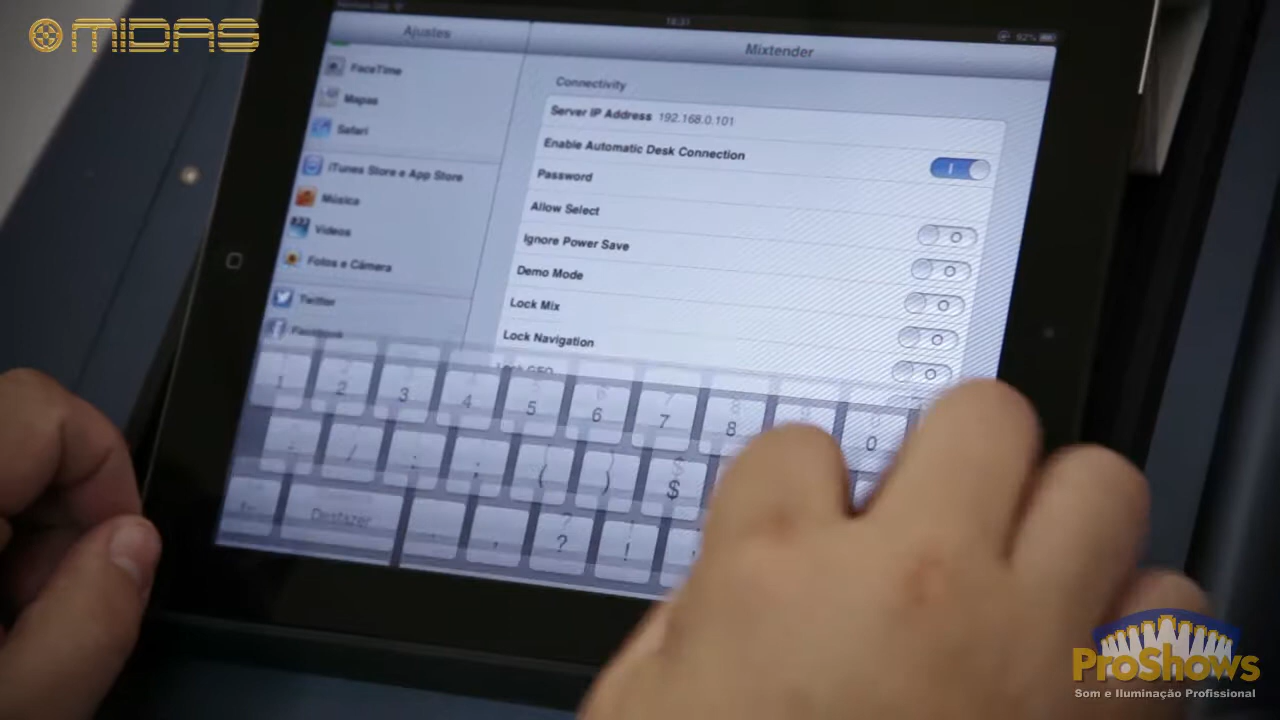 MIDAS
92%
Ajustes
Mixtender
FaceTime
Mapas
Safari
iTunes Store e App Store
Música
Vídeos
Fotos e Câmera
Twitter
Facebook
Connectivity
Server IP Address 192.168.0.101
Enable Automatic Desk Connection
Password
Allow Select
Ignore Power Save
Demo Mode
Lock Mix
Lock Navigation
1 2 3 4 5 6 7 8 0
/ : ; ( ) $
Desfazer . , ? !
ProShows
Som e Iluminação Profissional